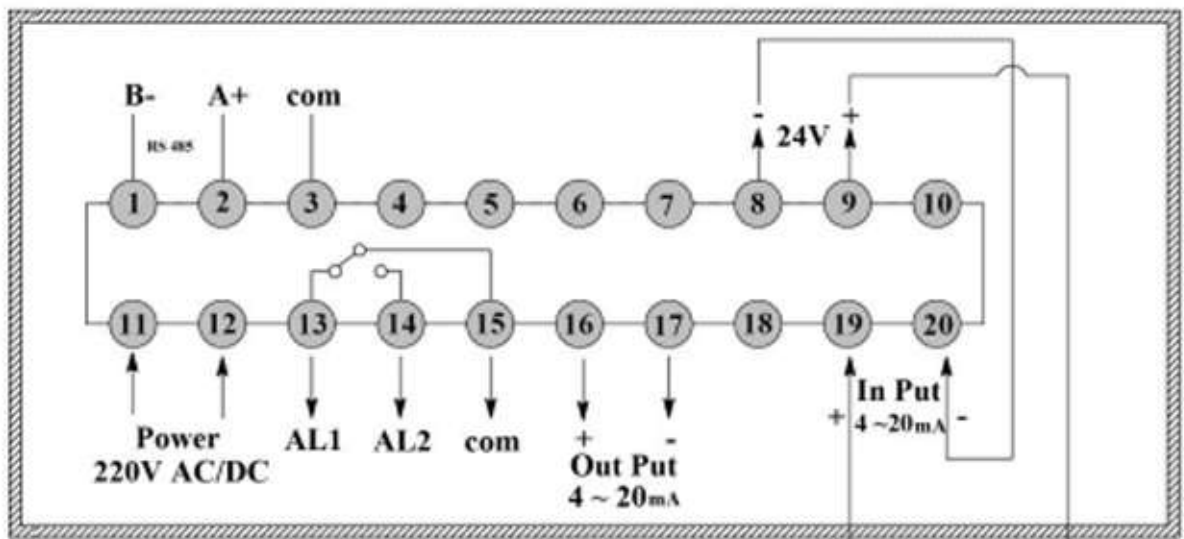 B- A+ com
RS 485
- 24V +
1 2 3 4 5 6 7 8 9 10
11 12 13 14 15 16 17 18 19 20
Power
220V AC/DC
AL1 AL2 com
+ -
Out Put
4 ~ 20mA
In Put
+ 4 ~20mA -